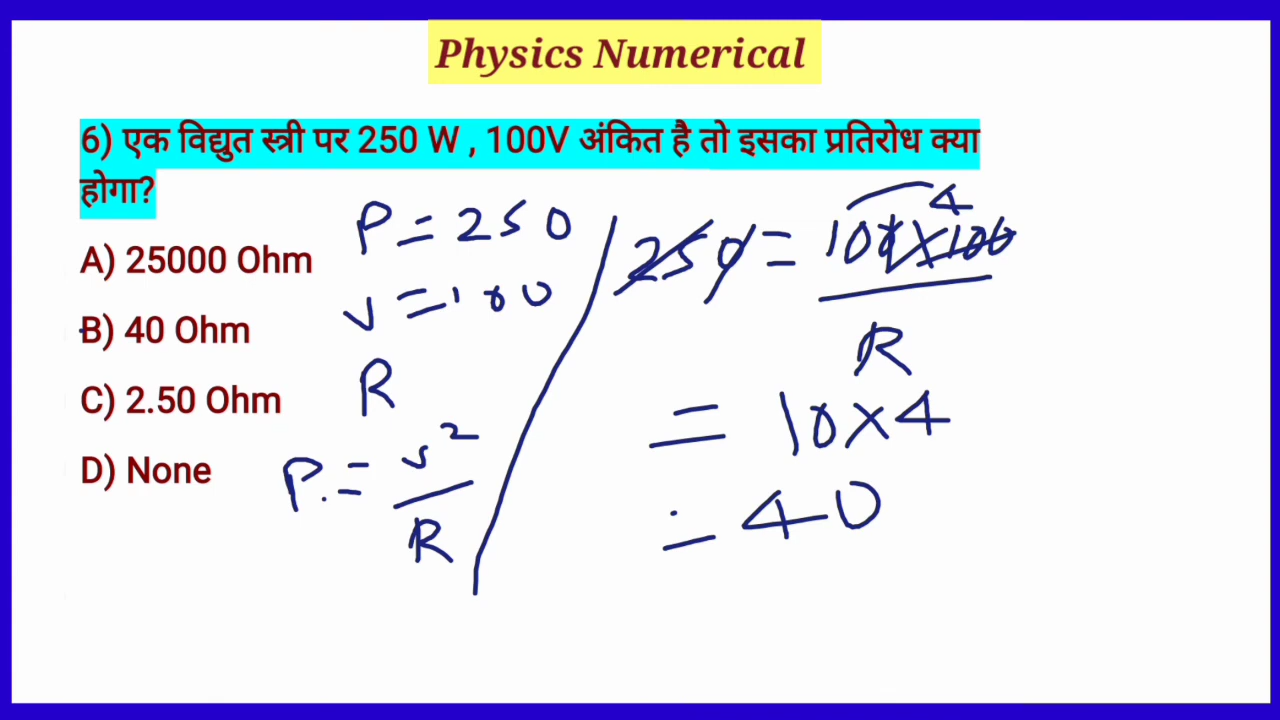 Physics Numerical
6) एक विद्युत स्त्री पर 250 W , 100V अंकित है तो इसका प्रतिरोध क्या
होगा?
A) 25000 Ohm
B) 40 Ohm
C) 2.50 Ohm
D) None
P = 250
V = 100
R
P = V²
R
250 = 100 × 100
4
R
= 10 × 4
= 40